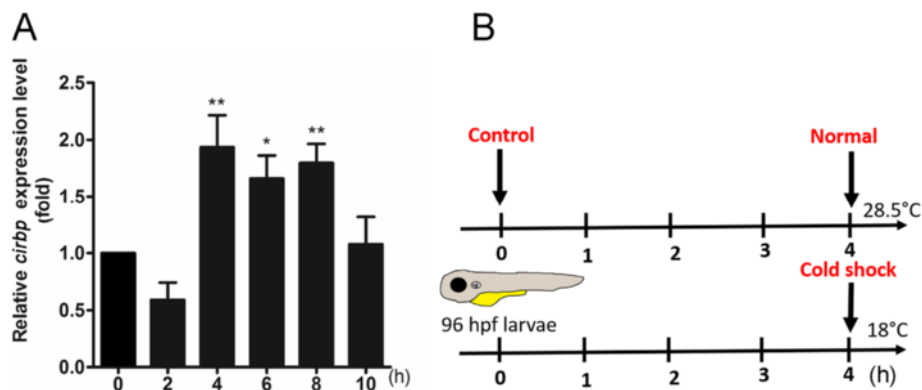 A
Relative cirbp expression level
(fold)
2.5
2.0
1.5
1.0
0.5
0.0
**
*
**
0 2 4 6 8 10 (h)
B
Control Normal
28.5°C
0 1 2 3 4
Cold shock
96 hpf larvae
18°C
0 1 2 3 4 (h)